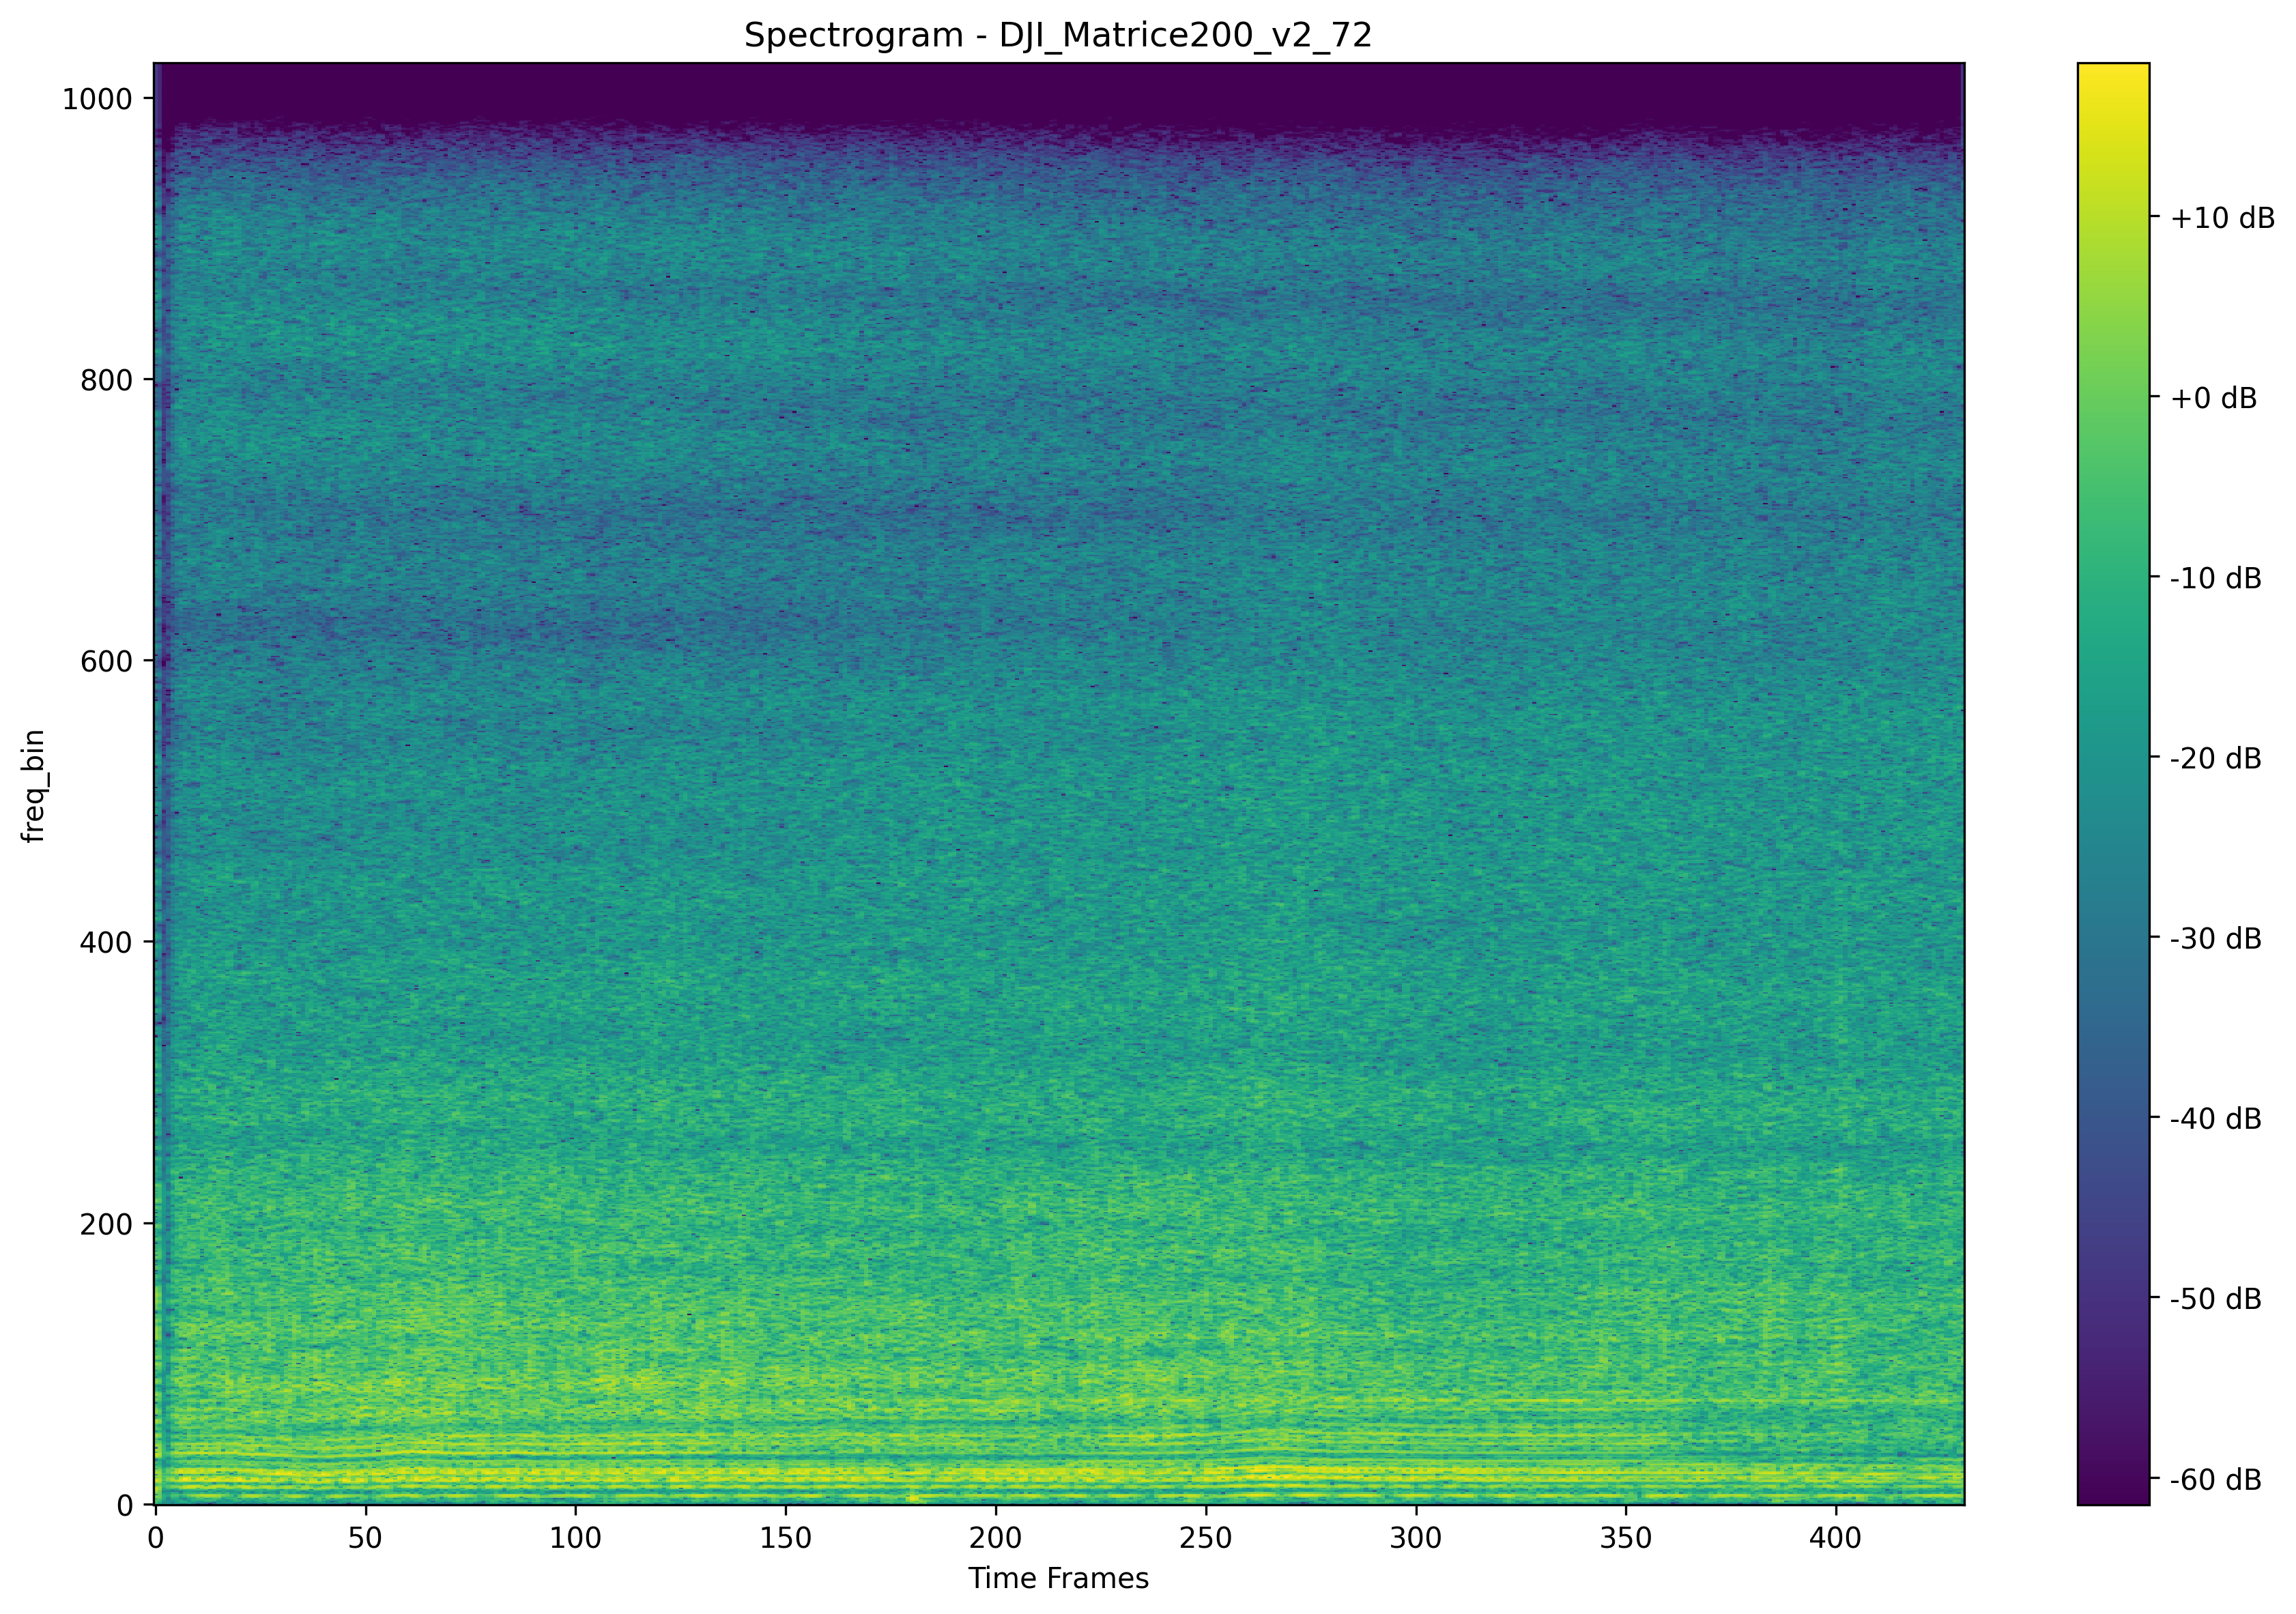 Spectrogram - DJI_Matrice200_v2_72
1000
800
600
400
200
0
freq_bin
0 50 100 150 200 250 300 350 400
Time Frames
+10 dB
+0 dB
-10 dB
-20 dB
-30 dB
-40 dB
-50 dB
-60 dB